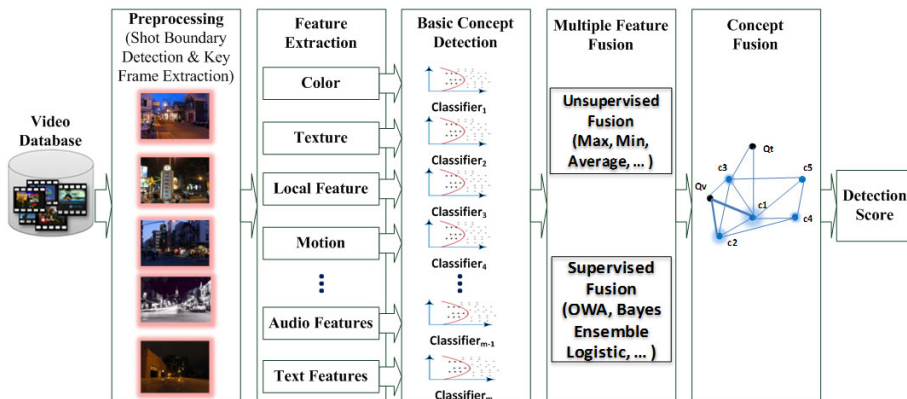 Video
Database
Preprocessing
(Shot Boundary
Detection & Key
Frame Extraction)
Feature
Extraction
Color
Texture
Local Feature
Motion
Audio Features
Text Features
Basic Concept
Detection
Classifier1
Classifier2
Classifier3
Classifier4
Classifierm-1
Classifierm
Multiple Feature
Fusion
Unsupervised
Fusion
(Max, Min,
Average, ... )
Supervised
Fusion
(OWA, Bayes
Ensemble
Logistic, ... )
Concept
Fusion
Qt
c3
c5
Qv
c1
c4
c2
Detection
Score